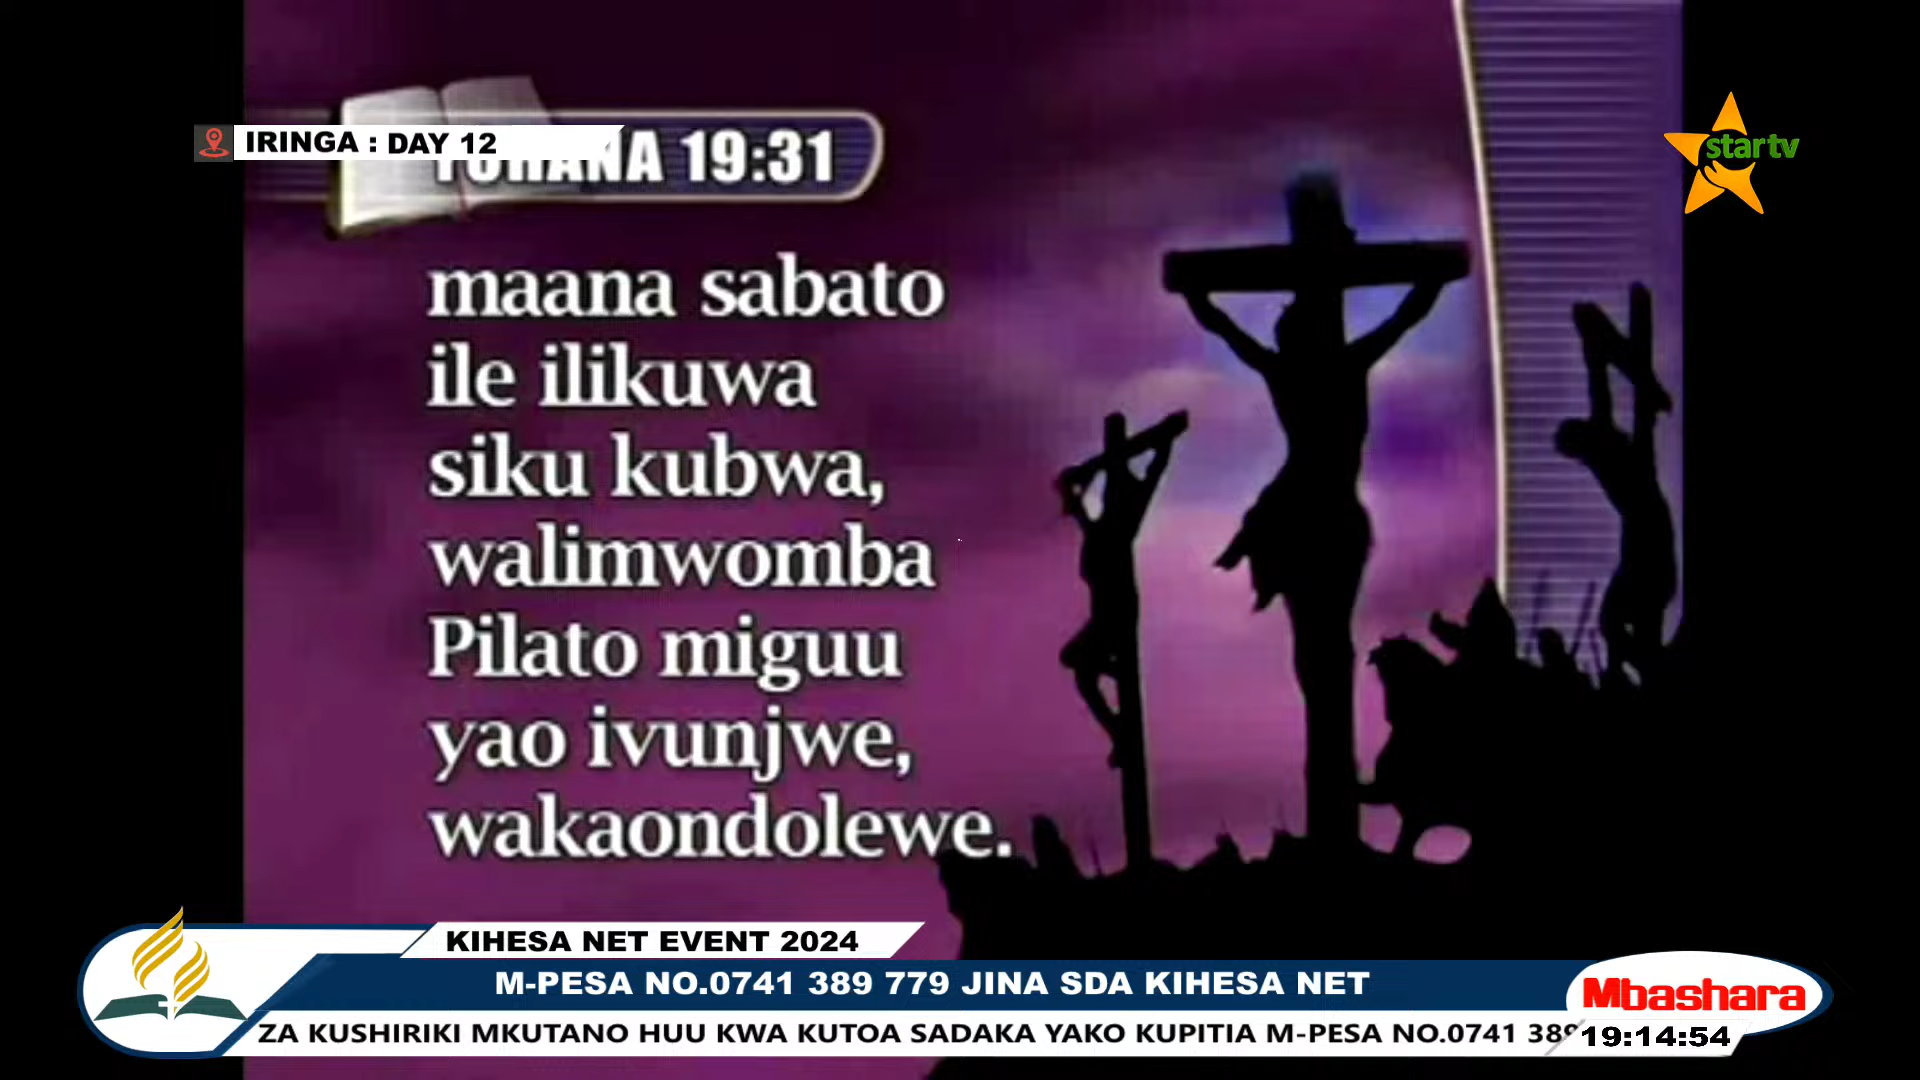 IRINGA : DAY 12
YOHANA 19:31
startv
maana sabato
ile ilikuwa
siku kubwa,
walimwomba
Pilato miguu
yao ivunjwe,
wakaondolewe.
KIHESA NET EVENT 2024
M-PESA NO.0741 389 779 JINA SDA KIHESA NET
Mbashara
ZA KUSHIRIKI MKUTANO HUU KWA KUTOA SADAKA YAKO KUPITIA M-PESA NO.0741 389
19:14:54